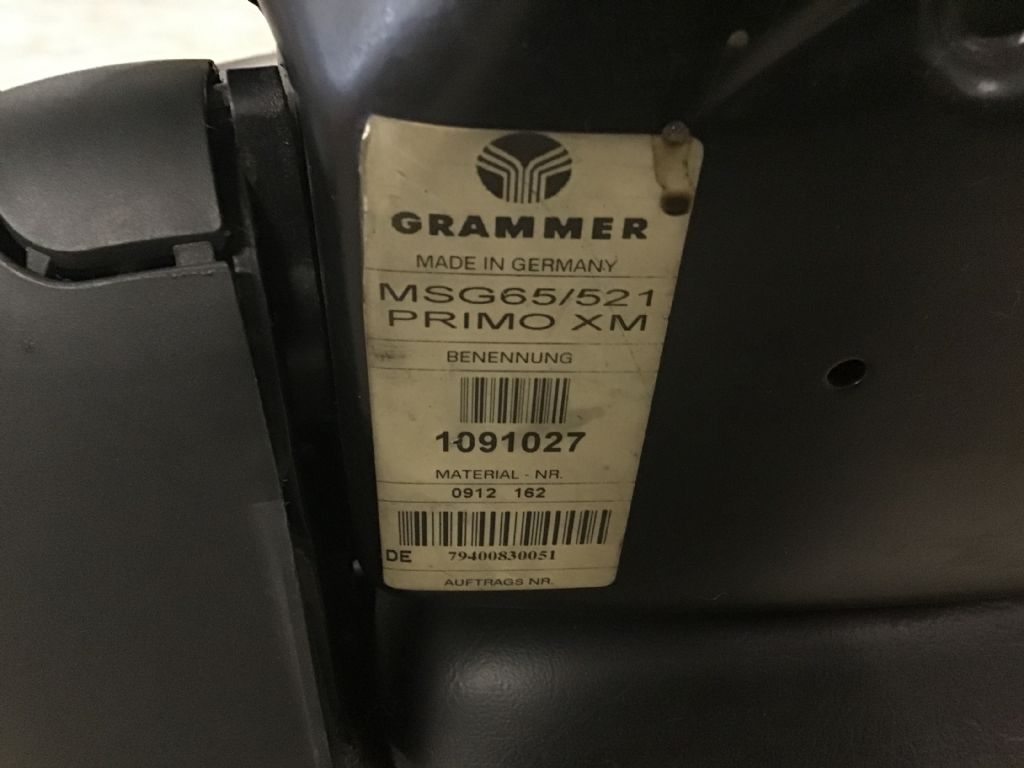 GRAMMER
MADE IN GERMANY
MSG65/521
PRIMO XM
BENENNUNG
1091027
MATERIAL - NR.
0912 162
DE 79400830051
AUFTRAGS NR.